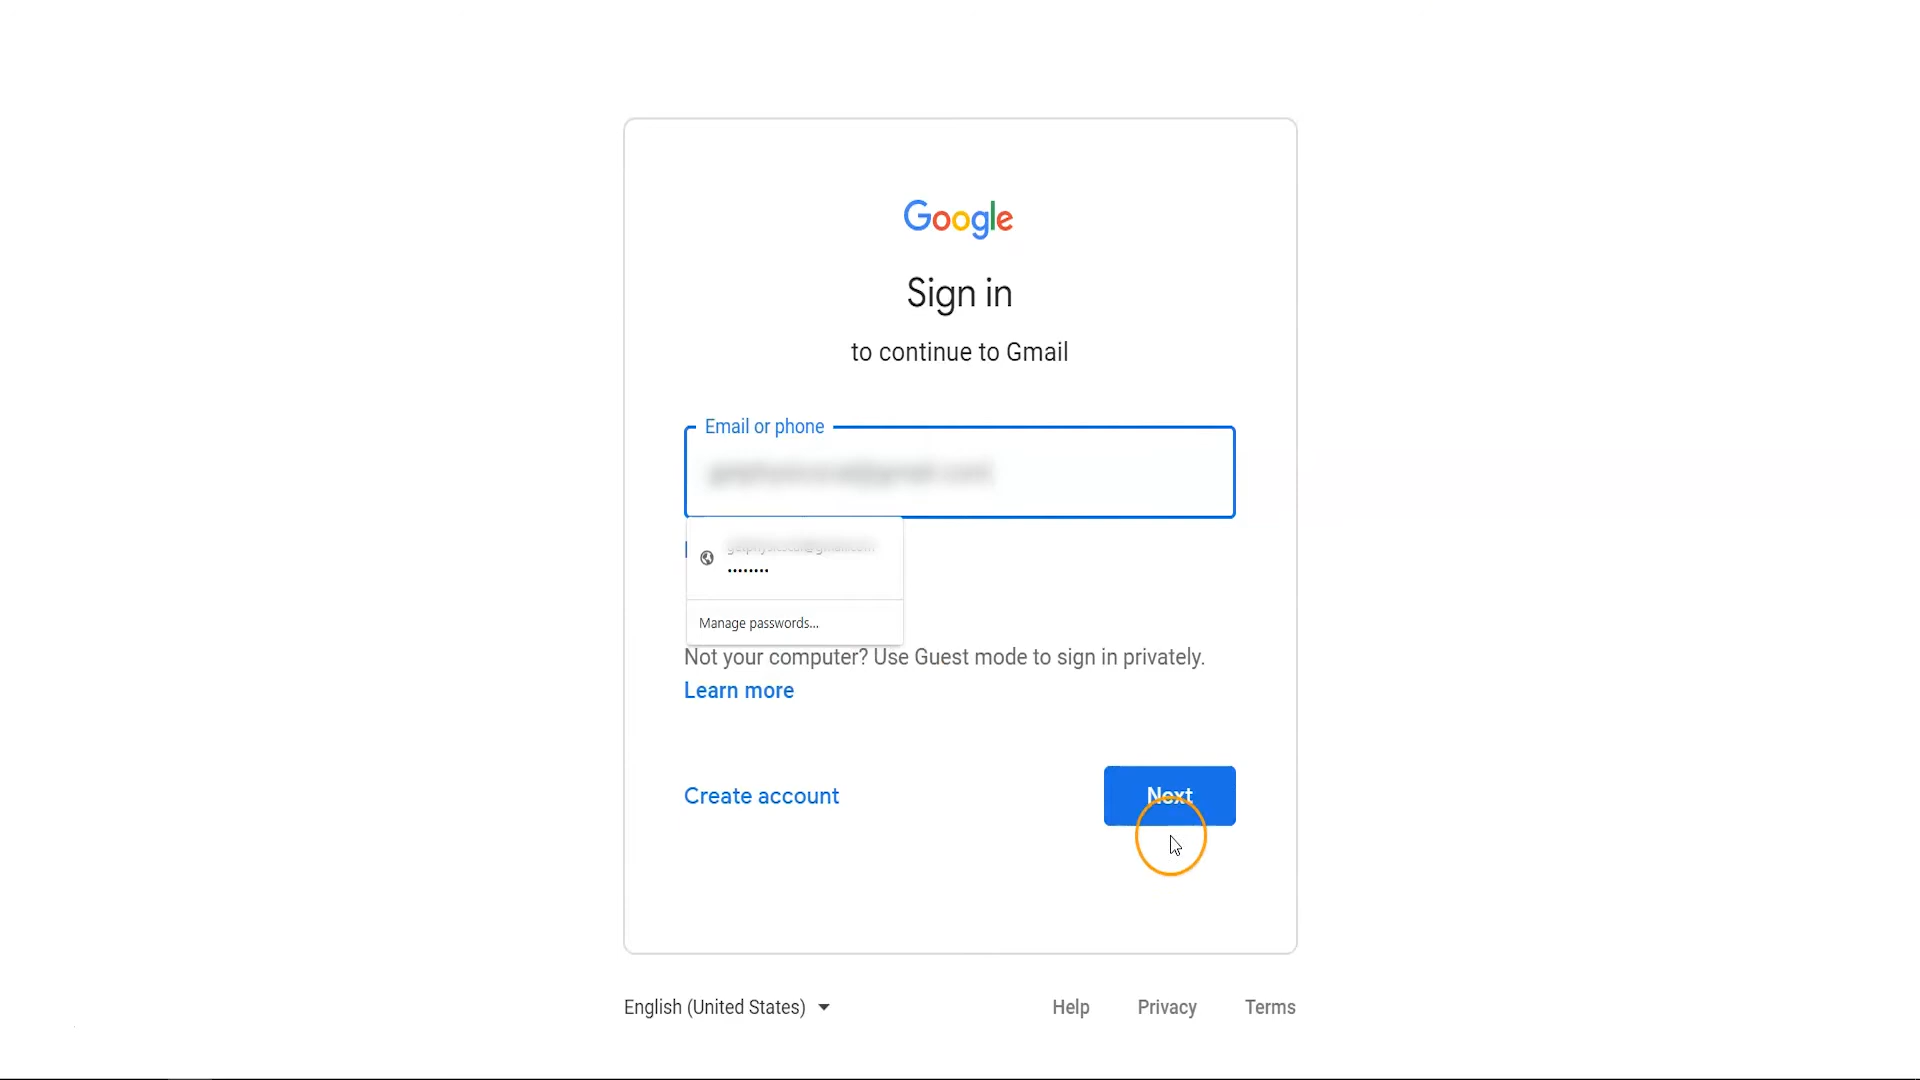 Google
Sign in
to continue to Gmail
Email or phone
••••••••
Manage passwords...
Not your computer? Use Guest mode to sign in privately.
Learn more
Create account
Next
English (United States)
Help Privacy Terms